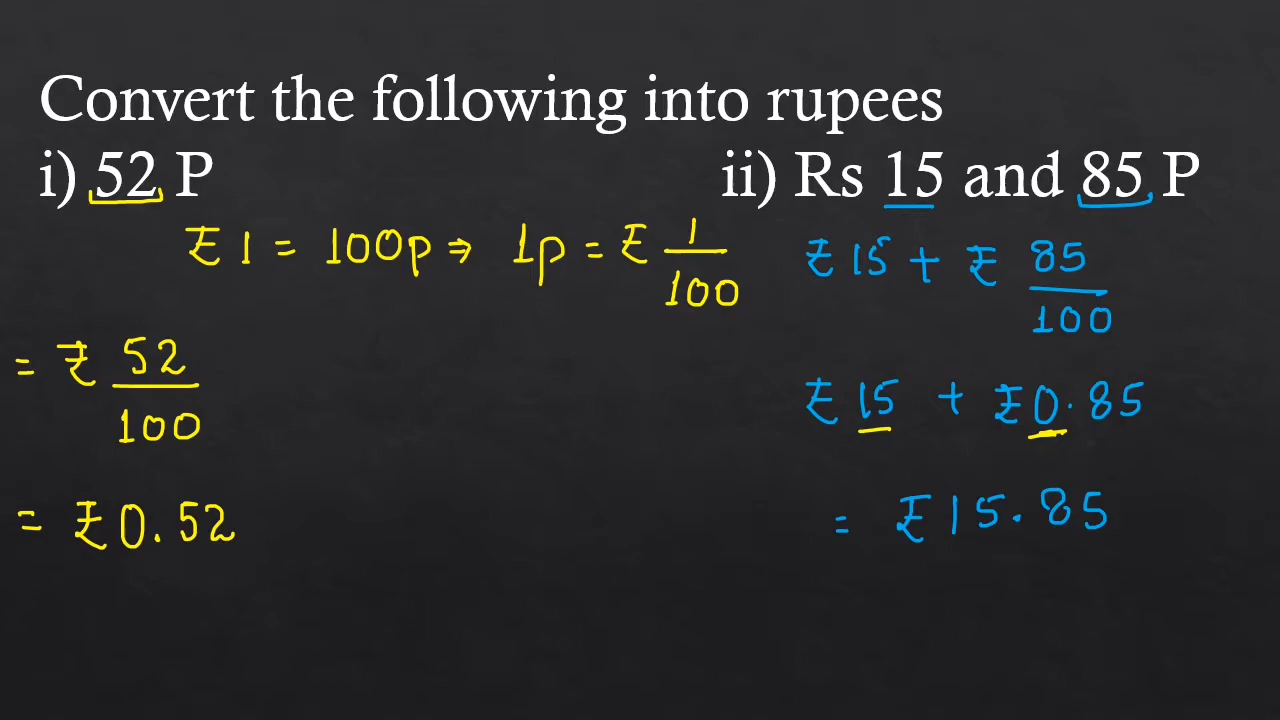 Convert the following into rupees
i) 52 P
ii) Rs 15 and 85 P
₹ 1 = 100p ⇒ 1p = ₹ 1/100
= ₹ 52/100
= ₹ 0.52
₹ 15 + ₹ 85/100
₹ 15 + ₹ 0.85
= ₹ 15.85